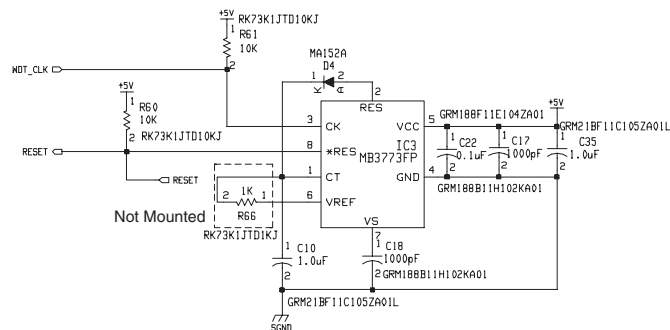 +5V
RK73K1JTD10KJ
1
R61
10K
2
WDT_CLK
MA152A
D4
1
2
K
A
+5V
1
R60
10K
2
RK73K1JTD10KJ
RESET
RESET
2
RES
3
CK
8
*RES
1
CT
6
VREF
VCC
5
IC3
MB3773FP
GND
4
VS
7
GRM188F11E104ZA01
+5V
GRM21BF11C105ZA01L
1
C22
0.1uF
2
1
C17
1000pF
2
1
C35
1.0uF
2
GRM188B11H102KA01
1K
2
1
R66
Not Mounted
RK73K1JTD1KJ
1
C10
1.0uF
2
1
C18
1000pF
2
GRM188B11H102KA01
GRM21BF11C105ZA01L
SGND